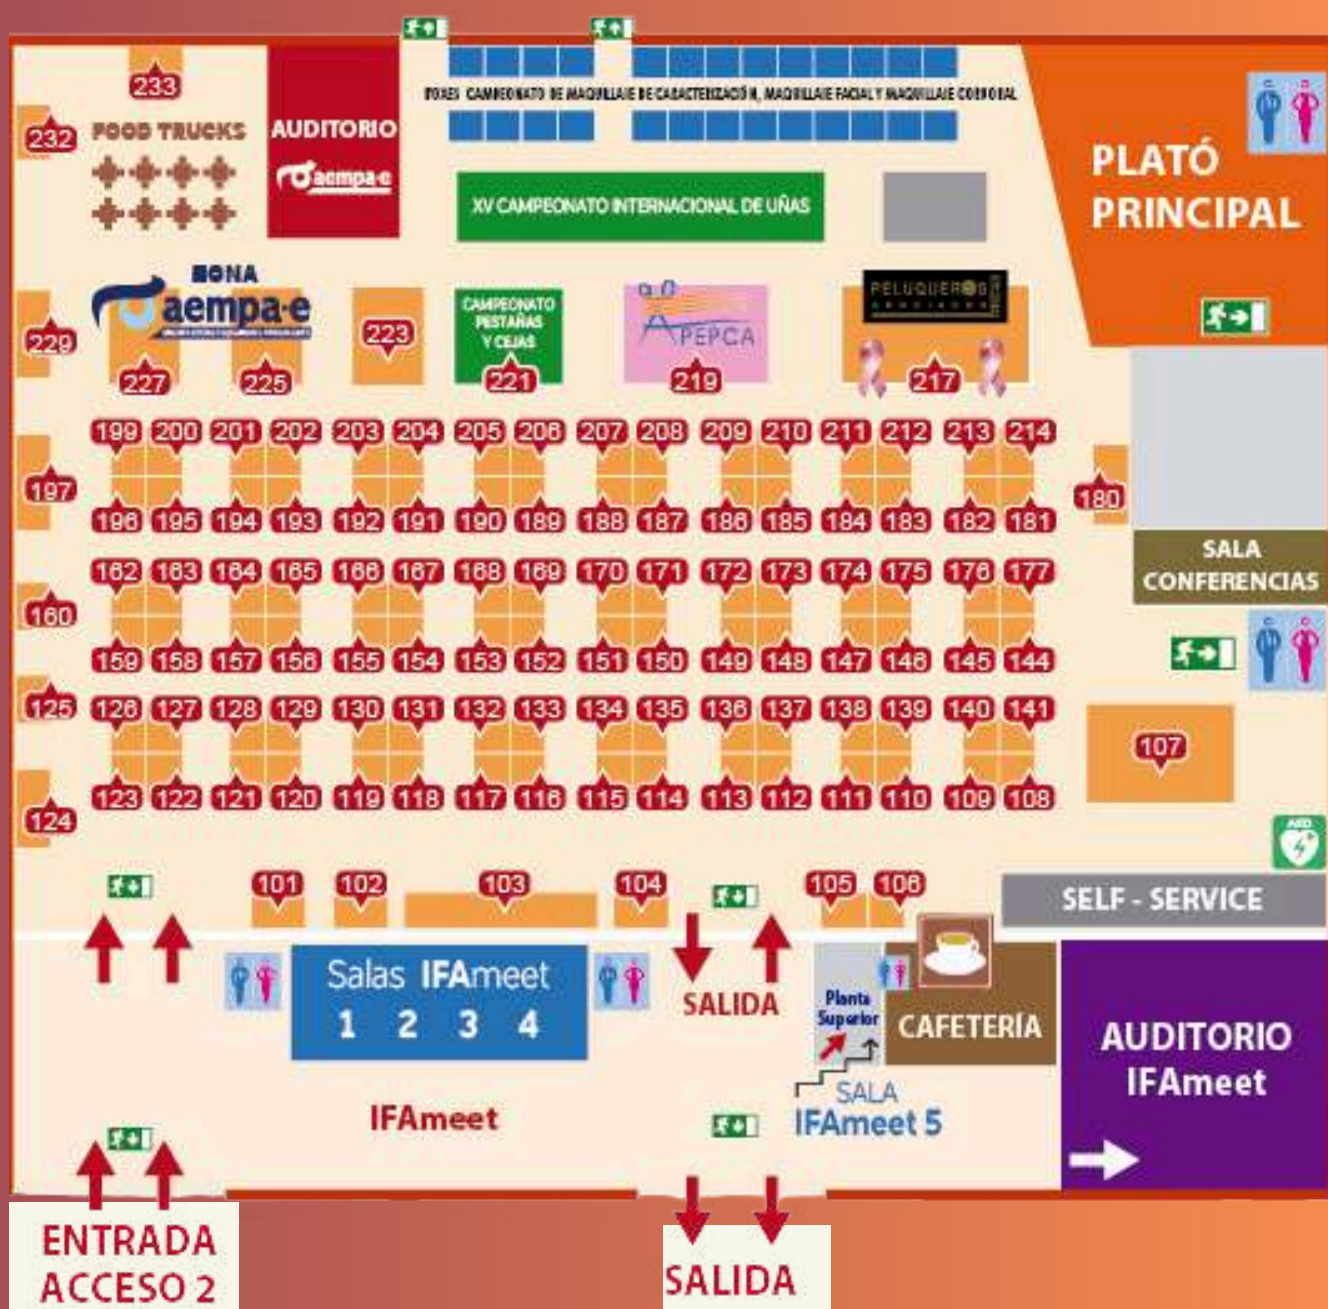 233
232
FOOD TRUCKS
AUDITORIO
aempa-e
BOXES CAMPEONATO DE MAQUILLAJE DE CARACTERIZACIÓN, MAQUILLAJE FACIAL Y MAQUILLAJE CORPORAL
XV CAMPEONATO INTERNACIONAL DE UÑAS
PLATÓ
PRINCIPAL
ZONA
aempa-e
229
227
225
223
CAMPEONATO
PESTAÑAS
Y CEJAS
221
APEPCA
219
PELUQUEROS
217
199 200 201 202 203 204 205 206 207 208 209 210 211 212 213 214
197
180
196 195 194 193 192 191 190 189 188 187 186 185 184 183 182 181
SALA
CONFERENCIAS
162 163 164 165 166 167 168 169 170 171 172 173 174 175 176 177
160
159 158 157 156 155 154 153 152 151 150 149 148 147 146 145 144
125 126 127 128 129 130 131 132 133 134 135 136 137 138 139 140 141
107
123 122 121 120 119 118 117 116 115 114 113 112 111 110 109 108
124
AED
101 102 103 104 105 106
SELF - SERVICE
Salas IFAmeet
1 2 3 4
SALIDA
Planta
Superior
CAFETERÍA
AUDITORIO
IFAmeet
SALA
IFAmeet 5
IFAmeet
ENTRADA
ACCESO 2
SALIDA